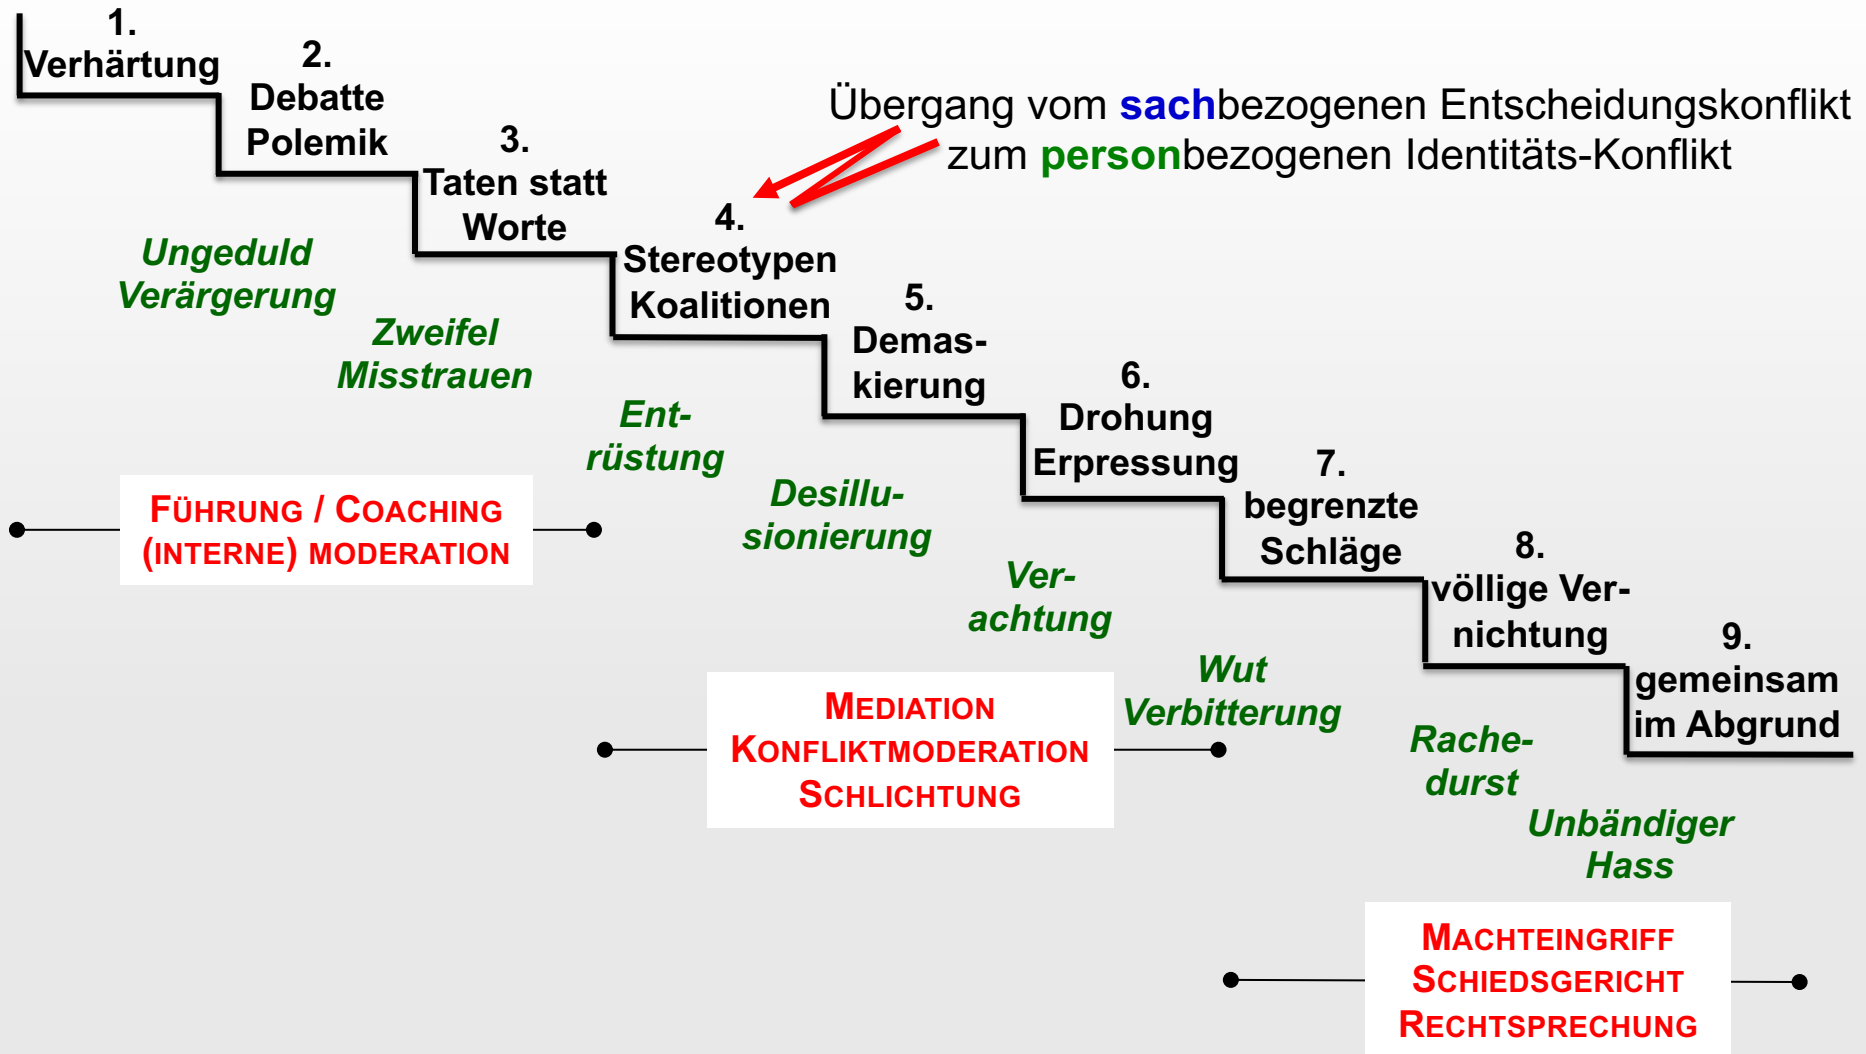 1.
Verhärtung
2.
Debatte
Polemik
3.
Taten statt
Worte
4.
Stereotypen
Koalitionen
5.
Demas-
kierung
6.
Drohung
Erpressung
7.
begrenzte
Schläge
8.
völlige Ver-
nichtung
9.
gemeinsam
im Abgrund
Übergang vom sachbezogenen Entscheidungskonflikt
zum personbezogenen Identitäts-Konflikt
Ungeduld
Verärgerung
Zweifel
Misstrauen
Ent-
rüstung
Desillu-
sionierung
Ver-
achtung
Wut
Verbitterung
Rache-
durst
Unbändiger
Hass
FÜHRUNG / COACHING
(INTERNE) MODERATION
MEDIATION
KONFLIKTMODERATION
SCHLICHTUNG
MACHTEINGRIFF
SCHIEDSGERICHT
RECHTSPRECHUNG